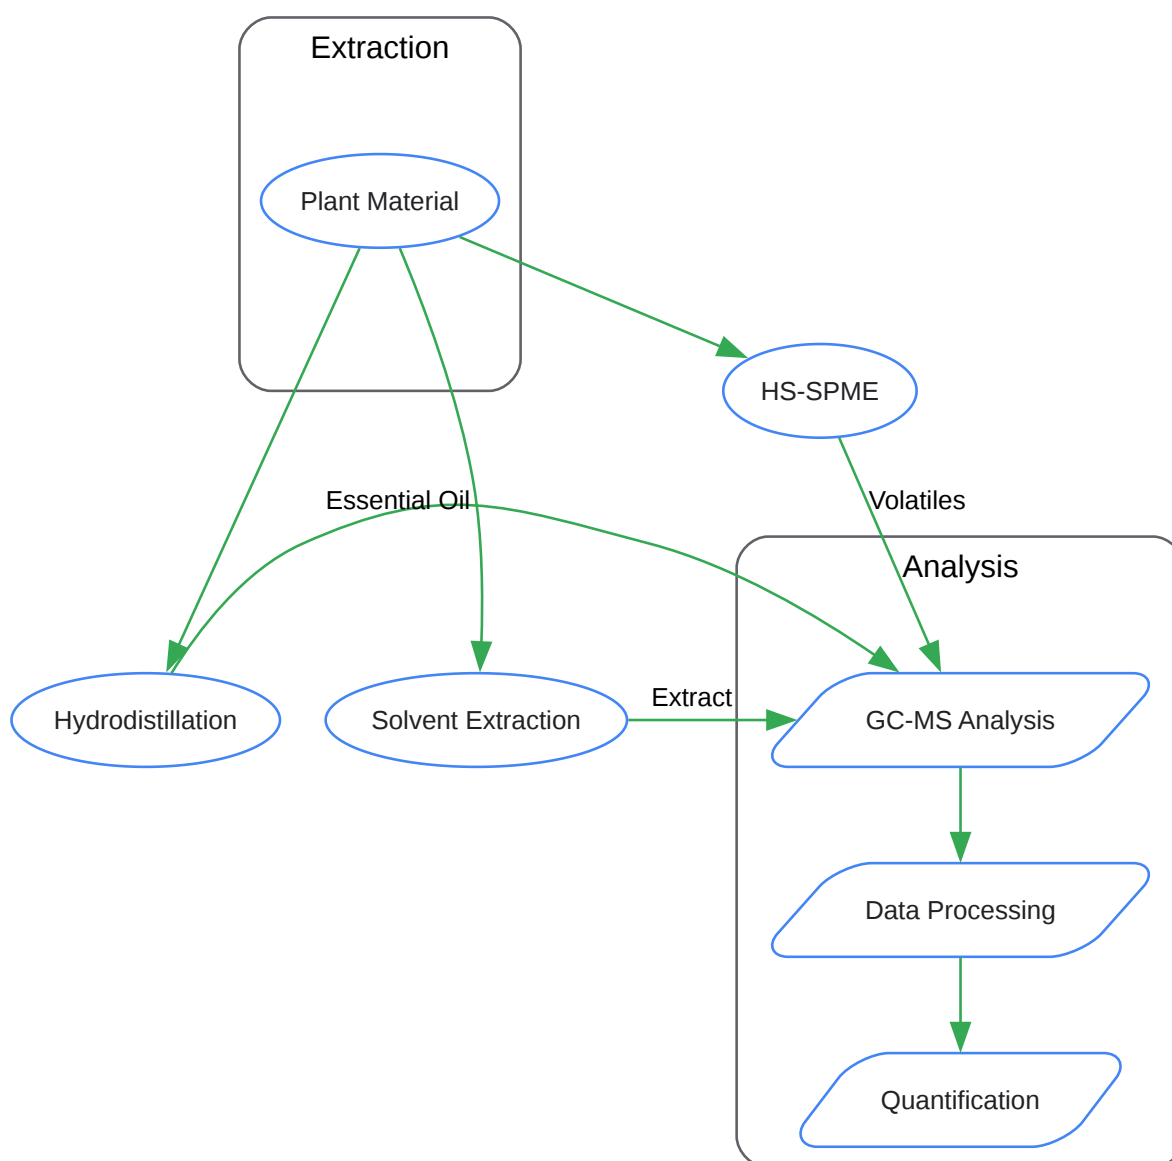 Extraction
Plant Material
HS-SPME
Essential Oil
Volatiles
Analysis
Extract
Hydrodistillation
Solvent Extraction
GC-MS Analysis
Data Processing
Quantification